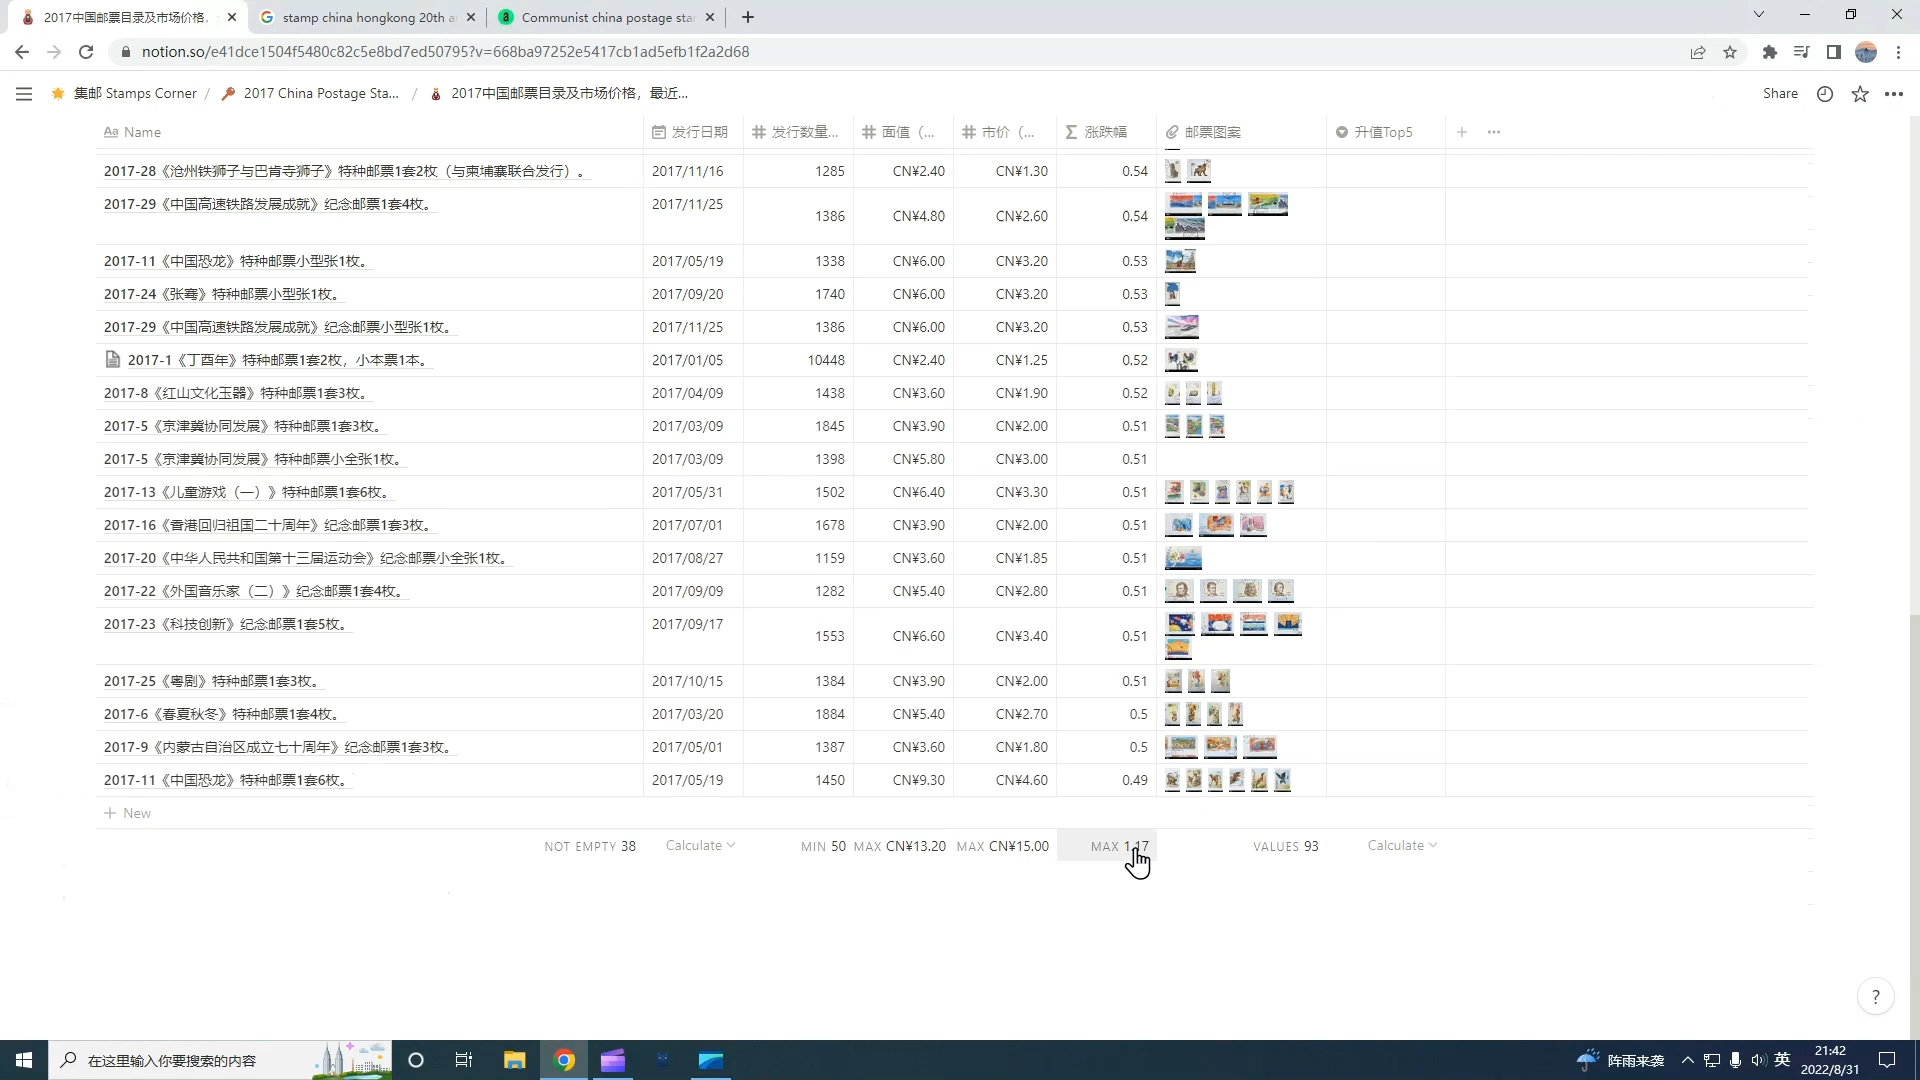 2017中国邮票目录及市场价格,
stamp china hongkong 20th a
Communist china postage sta
notion.so/e41dce1504f5480c82c5e8bd7ed50795?v=668ba97252e5417cb1ad5efb1f2a2d68
集邮 Stamps Corner / 2017 China Postage Sta... / 2017中国邮票目录及市场价格，最近...
Share
Aa Name 发行日期 # 发行数量... # 面值（... # 市价（... Σ 涨跌幅 邮票图案 升值Top5 + ...
2017-28《沧州铁狮子与巴肯寺狮子》特种邮票1套2枚（与柬埔寨联合发行）。 2017/11/16 1285 CN¥2.40 CN¥1.30 0.54
2017-29《中国高速铁路发展成就》纪念邮票1套4枚。 2017/11/25 1386 CN¥4.80 CN¥2.60 0.54
2017-11《中国恐龙》特种邮票小型张1枚。 2017/05/19 1338 CN¥6.00 CN¥3.20 0.53
2017-24《张骞》特种邮票小型张1枚。 2017/09/20 1740 CN¥6.00 CN¥3.20 0.53
2017-29《中国高速铁路发展成就》纪念邮票小型张1枚。 2017/11/25 1386 CN¥6.00 CN¥3.20 0.53
2017-1《丁酉年》特种邮票1套2枚，小本票1本。 2017/01/05 10448 CN¥2.40 CN¥1.25 0.52
2017-8《红山文化玉器》特种邮票1套3枚。 2017/04/09 1438 CN¥3.60 CN¥1.90 0.52
2017-5《京津冀协同发展》特种邮票1套3枚。 2017/03/09 1845 CN¥3.90 CN¥2.00 0.51
2017-5《京津冀协同发展》特种邮票小全张1枚。 2017/03/09 1398 CN¥5.80 CN¥3.00 0.51
2017-13《儿童游戏（一）》特种邮票1套6枚。 2017/05/31 1502 CN¥6.40 CN¥3.30 0.51
2017-16《香港回归祖国二十周年》纪念邮票1套3枚。 2017/07/01 1678 CN¥3.90 CN¥2.00 0.51
2017-20《中华人民共和国第十三届运动会》纪念邮票小全张1枚。 2017/08/27 1159 CN¥3.60 CN¥1.85 0.51
2017-22《外国音乐家（二）》纪念邮票1套4枚。 2017/09/09 1282 CN¥5.40 CN¥2.80 0.51
2017-23《科技创新》纪念邮票1套5枚。 2017/09/17 1553 CN¥6.60 CN¥3.40 0.51
2017-25《粤剧》特种邮票1套3枚。 2017/10/15 1384 CN¥3.90 CN¥2.00 0.51
2017-6《春夏秋冬》特种邮票1套4枚。 2017/03/20 1884 CN¥5.40 CN¥2.70 0.5
2017-9《内蒙古自治区成立七十周年》纪念邮票1套3枚。 2017/05/01 1387 CN¥3.60 CN¥1.80 0.5
2017-11《中国恐龙》特种邮票1套6枚。 2017/05/19 1450 CN¥9.30 CN¥4.60 0.49
+ New
NOT EMPTY 38 Calculate MIN 50 MAX CN¥13.20 MAX CN¥15.00 MAX 1.17 VALUES 93 Calculate
?
在这里输入你要搜索的内容
阵雨来袭
英
21:42
2022/8/31